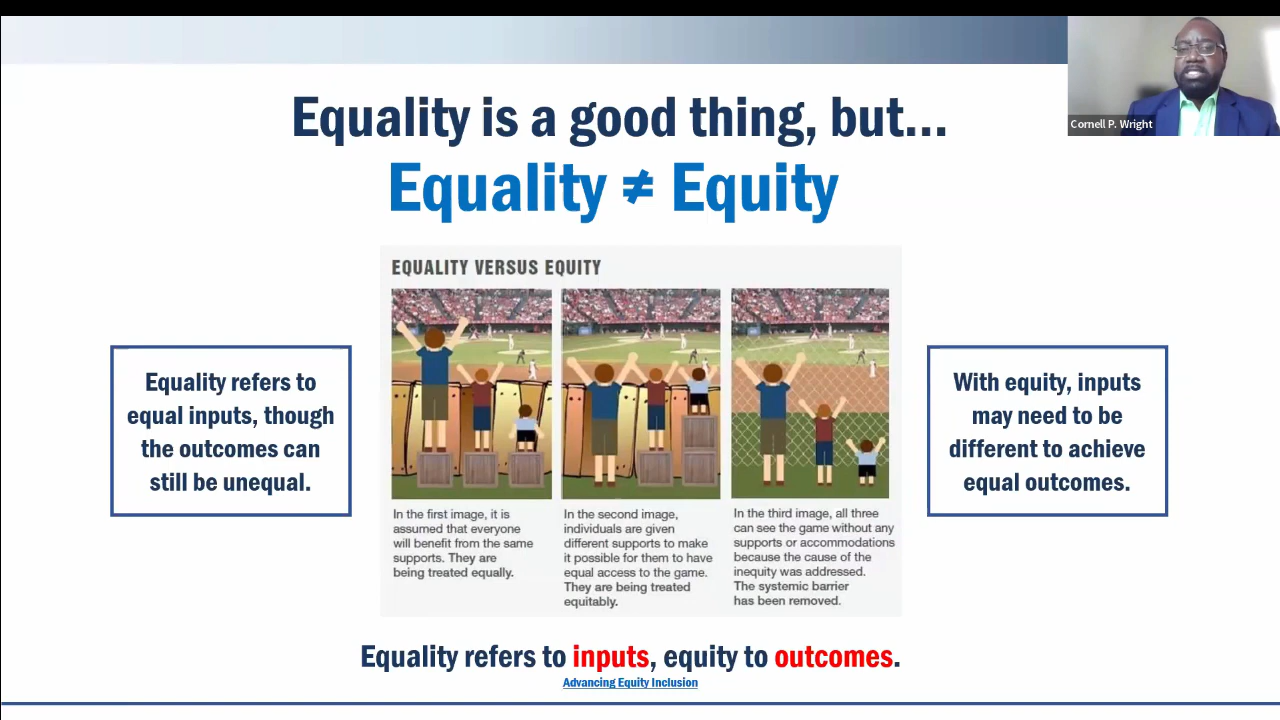 Cornell P. Wright
Equality is a good thing, but...
Equality ≠ Equity
EQUALITY VERSUS EQUITY
Equality refers to
equal inputs, though
the outcomes can
still be unequal.
In the first image, it is
assumed that everyone
will benefit from the same
supports. They are
being treated equally.
In the second image,
individuals are given
different supports to make
it possible for them to have
equal access to the game.
They are being treated
equitably.
In the third image, all three
can see the game without any
supports or accommodations
because the cause of the
inequity was addressed.
The systemic barrier
has been removed.
With equity, inputs
may need to be
different to achieve
equal outcomes.
Equality refers to inputs, equity to outcomes.
Advancing Equity Inclusion